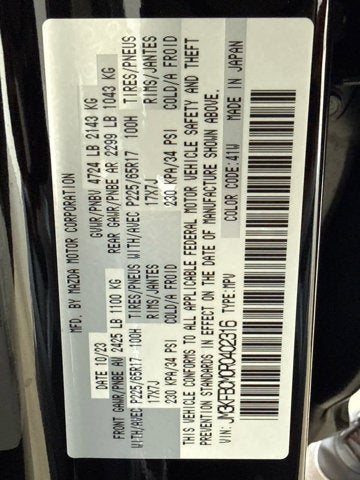 MFD. BY MAZDA MOTOR CORPORATION
DATE 10/23 GVWR/PNBV 4724 LB 2143 KG
FRONT GAWR/PNBE AV 2425 LB 1100 KG REAR GAWR/PNBE AR 2299 LB 1043 KG
WITH/AVEC P225/65R17 100H TIRES/PNEUS WITH/AVEC P225/65R17 100H TIRES/PNEUS
17X7J RIMS/JANTES 17X7J RIMS/JANTES
230 KPA/34 PSI COLD/A FROID 230 KPA/34 PSI COLD/A FROID
THIS VEHICLE CONFORMS TO ALL APPLICABLE FEDERAL MOTOR VEHICLE SAFETY AND THEFT
PREVENTION STANDARDS IN EFFECT ON THE DATE OF MANUFACTURE SHOWN ABOVE.
VIN: JM3KFBCM0R0402316 TYPE: MPV COLOR CODE: 41W MADE IN JAPAN